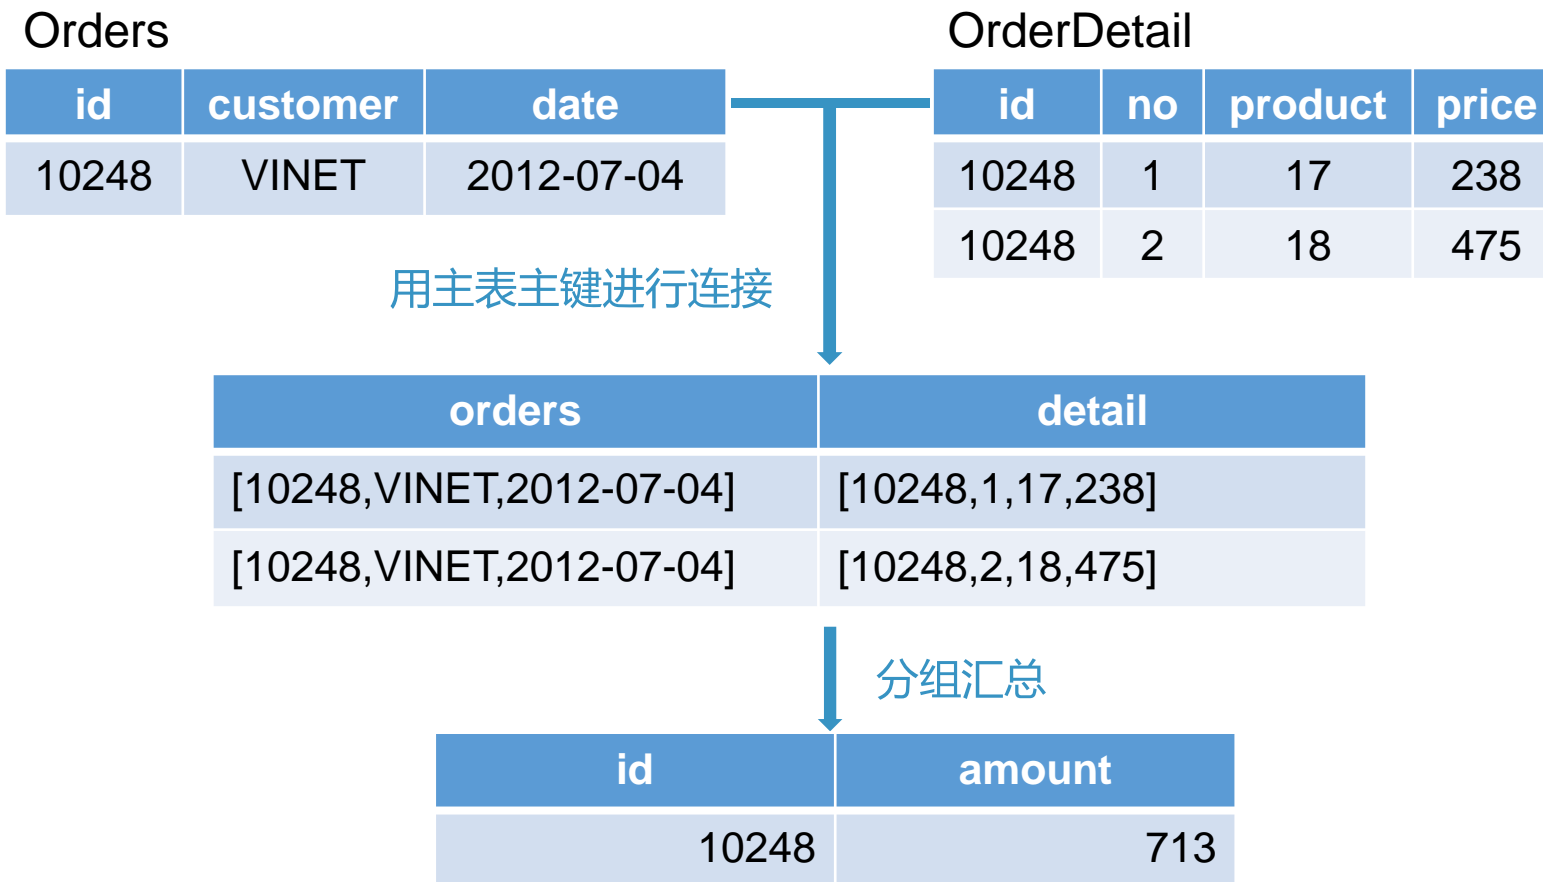 Orders
OrderDetail
id customer date
10248 VINET 2012-07-04
id no product price
10248 1 17 238
10248 2 18 475
用主表主键进行连接
orders detail
[10248,VINET,2012-07-04] [10248,1,17,238]
[10248,VINET,2012-07-04] [10248,2,18,475]
分组汇总
id amount
10248 713